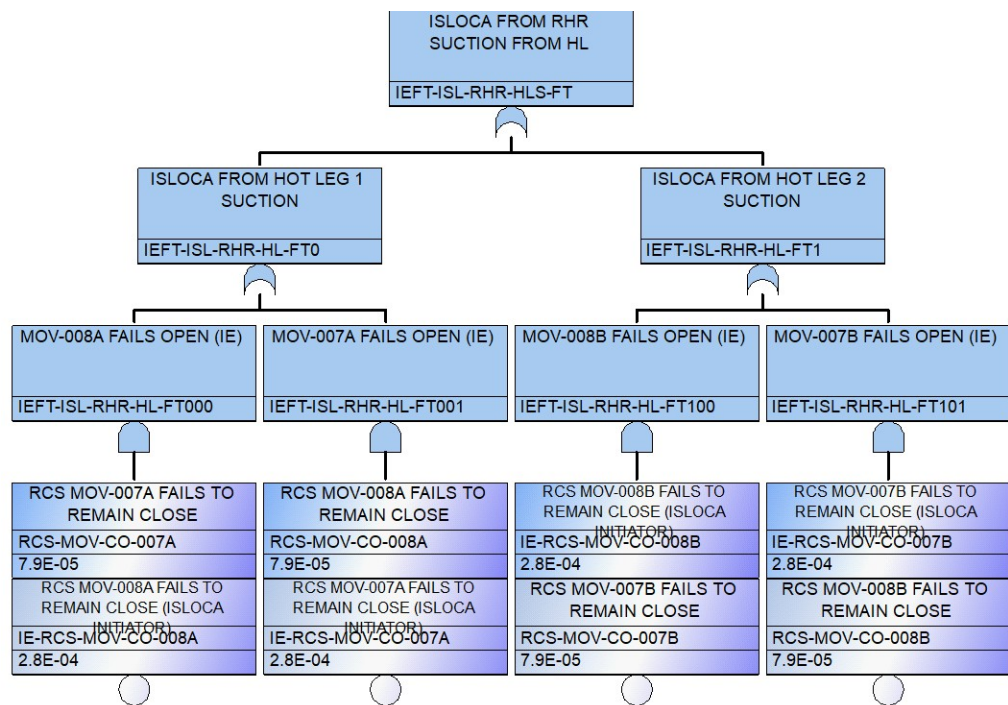 ISLOCA FROM RHR
SUCTION FROM HL
IEFT-ISL-RHR-HLS-FT
ISLOCA FROM HOT LEG 1
SUCTION
IEFT-ISL-RHR-HL-FT0
ISLOCA FROM HOT LEG 2
SUCTION
IEFT-ISL-RHR-HL-FT1
MOV-008A FAILS OPEN (IE)
IEFT-ISL-RHR-HL-FT000
MOV-007A FAILS OPEN (IE)
IEFT-ISL-RHR-HL-FT001
MOV-008B FAILS OPEN (IE)
IEFT-ISL-RHR-HL-FT100
MOV-007B FAILS OPEN (IE)
IEFT-ISL-RHR-HL-FT101
RCS MOV-007A FAILS TO
REMAIN CLOSE
RCS-MOV-CO-007A
7.9E-05
RCS MOV-008A FAILS TO
REMAIN CLOSE (ISLOCA
INITIATOR)
IE-RCS-MOV-CO-008A
2.8E-04
RCS MOV-008A FAILS TO
REMAIN CLOSE
RCS-MOV-CO-008A
7.9E-05
RCS MOV-007A FAILS TO
REMAIN CLOSE (ISLOCA
INITIATOR)
IE-RCS-MOV-CO-007A
2.8E-04
RCS MOV-008B FAILS TO
REMAIN CLOSE (ISLOCA
INITIATOR)
IE-RCS-MOV-CO-008B
2.8E-04
RCS MOV-007B FAILS TO
REMAIN CLOSE
RCS-MOV-CO-007B
7.9E-05
RCS MOV-007B FAILS TO
REMAIN CLOSE (ISLOCA
INITIATOR)
IE-RCS-MOV-CO-007B
2.8E-04
RCS MOV-008B FAILS TO
REMAIN CLOSE
RCS-MOV-CO-008B
7.9E-05